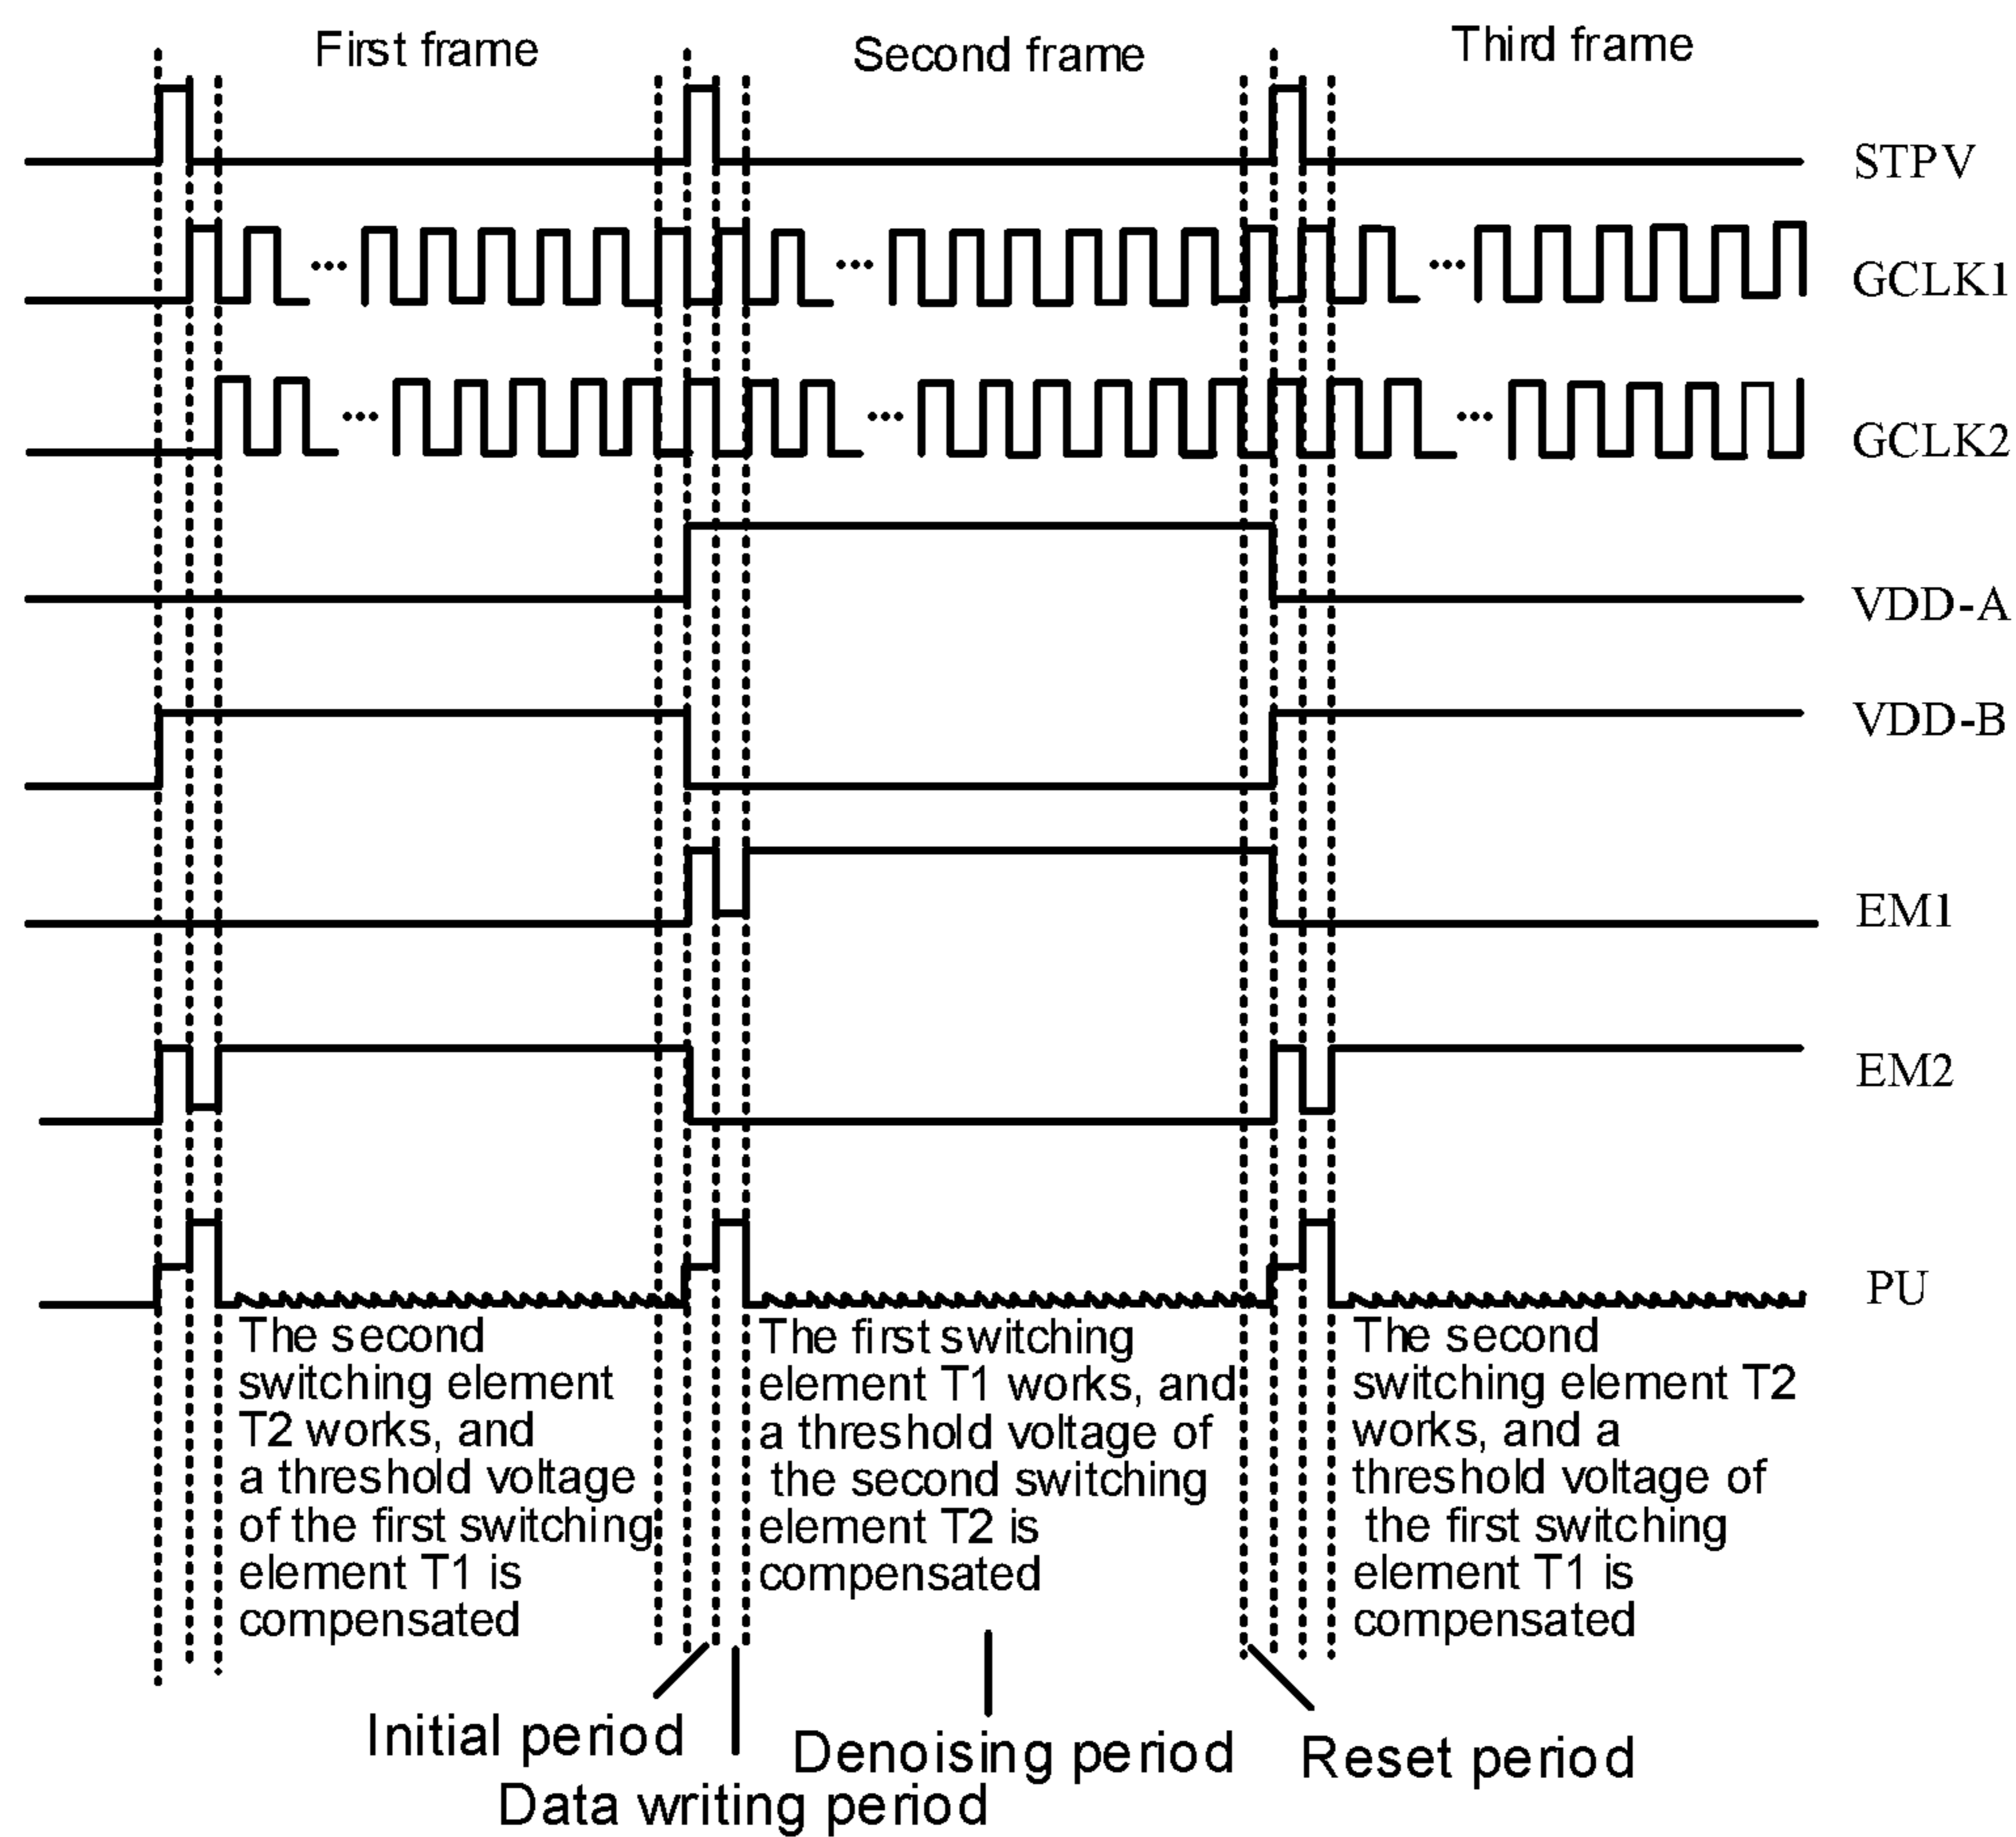 First frame
Second frame
Third frame
STPV
...
...
...
GCLK1
...
...
...
GCLK2
VDD-A
VDD-B
EM1
EM2
PU
The second
switching element
T2 works, and
a threshold voltage
of the first switching
element T1 is
compensated
The first switching
element T1 works, and
a threshold voltage of
the second switching
element T2 is
compensated
The second
switching element T2
works, and a
threshold voltage of
the first switching
element T1 is
compensated
Initial period
Data writing period
Denoising period
Reset period